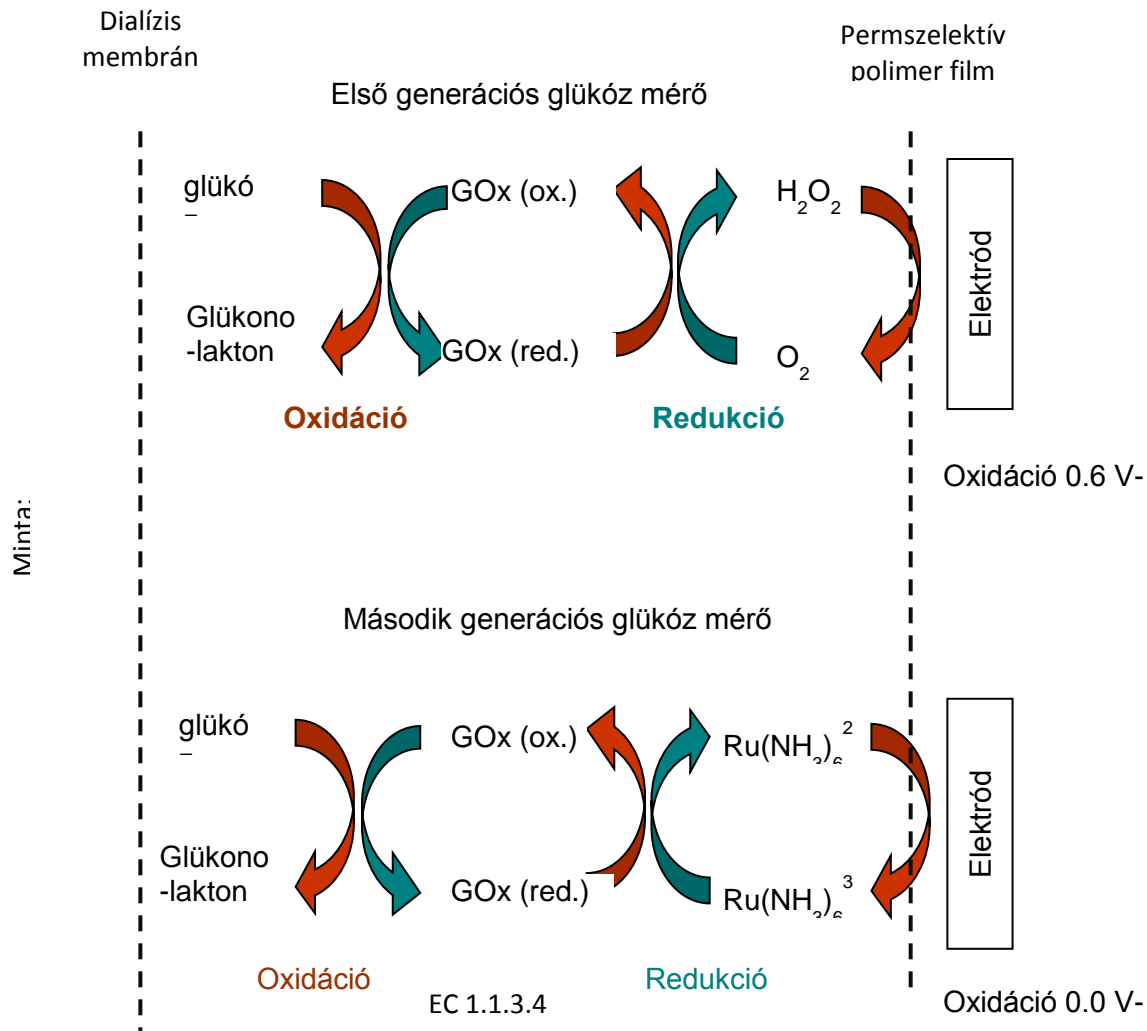 Dialízis
membrán
Permszelektív
polimer film
Első generációs glükóz mérő
glükó
GOx (ox.)
H2O2
Glükono
-lakton
GOx (red.)
O2
Elektród
Oxidáció
Redukció
Oxidáció 0.6 V-
Minta:
Második generációs glükóz mérő
glükó
GOx (ox.)
Ru(NH3)6 2
Glükono
-lakton
GOx (red.)
Ru(NH3)6 3
Elektród
Oxidáció
Redukció
EC 1.1.3.4
Oxidáció 0.0 V-